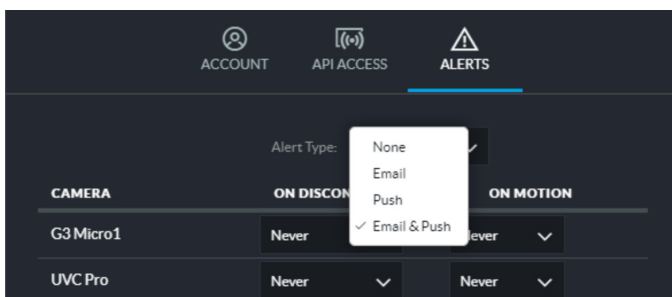 ACCOUNT API ACCESS ALERTS
Alert Type:
None
Email
Push
Email & Push
CAMERA ON DISCON ON MOTION
G3 Micro1 Never ever
UVC Pro Never Never